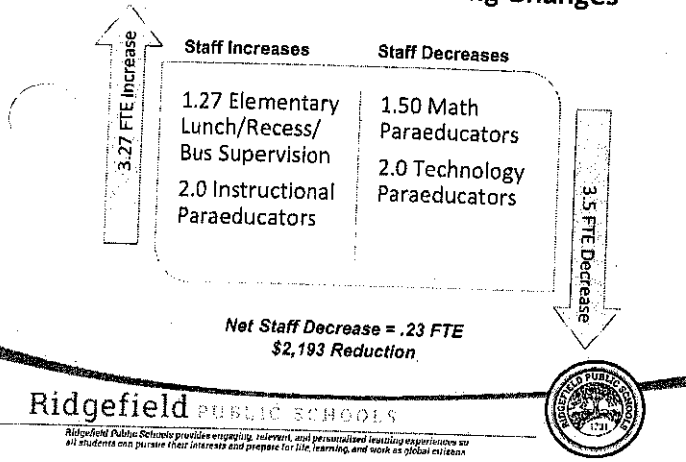 Changes
Staff Increases
Staff Decreases
3.27 FTE Increase
1.27 Elementary
Lunch/Recess/
Bus Supervision
2.0 Instructional
Paraeducators
1.50 Math
Paraeducators
2.0 Technology
Paraeducators
3.5 FTE Decrease
Net Staff Decrease = .23 FTE
$2,193 Reduction
Ridgefield PUBLIC SCHOOLS
Ridgefield Public Schools provides engaging, relevant, and personalized learning experiences so
all students can pursue their interests and prepare for life, learning, and work as global citizens
RIDGEFIELD PUBLIC SCHOOLS